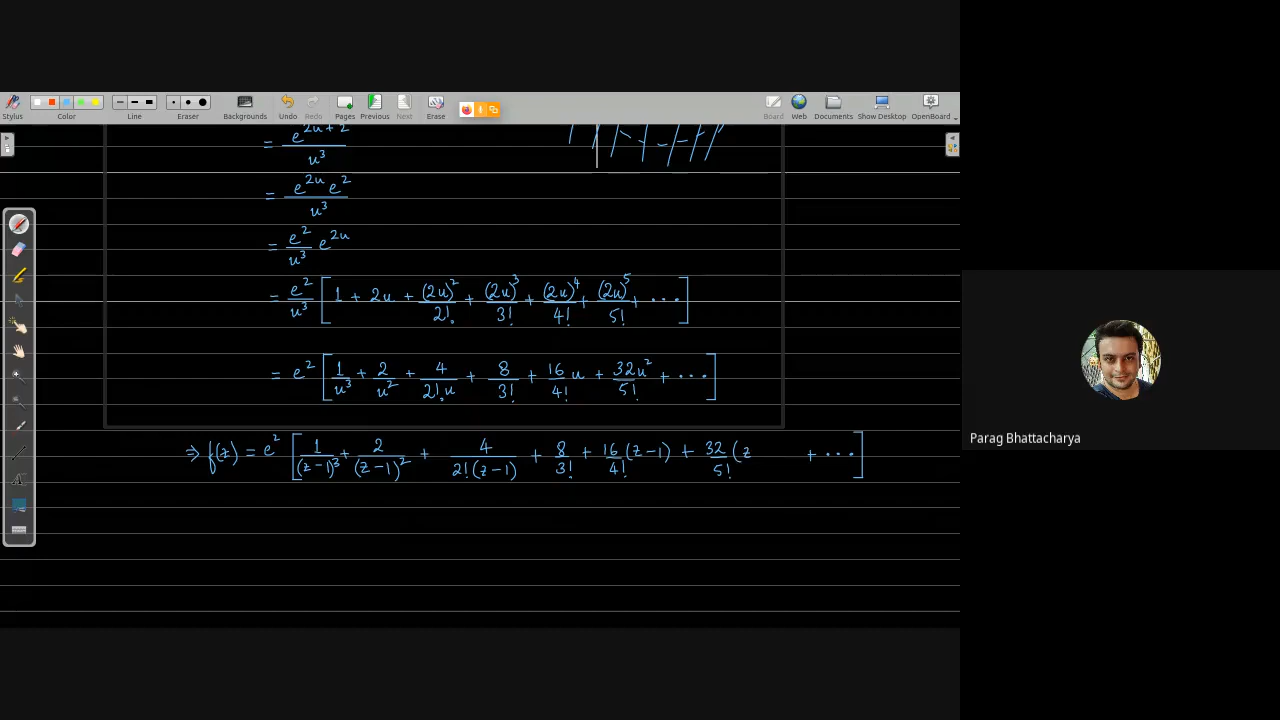 Stylus Color Line Eraser Backgrounds Undo Redo Pages Previous Next Erase Board Web Documents Show Desktop OpenBoard
= e^{2u+2} / u^3
= e^{2u} e^2 / u^3
= e^2/u^3 e^{2u}
= e^2/u^3 [1 + 2u + (2u)^2/2! + (2u)^3/3! + (2u)^4/4! + (2u)^5/5! + ···]
= e^2 [1/u^3 + 2/u^2 + 4/2!u + 8/3! + 16/4! u + 32u^2/5! + ···]
⇒ f(z) = e^2 [1/(z-1)^3 + 2/(z-1)^2 + 4/2!(z-1) + 8/3! + 16/4! (z-1) + 32/5! (z + ···]
Parag Bhattacharya